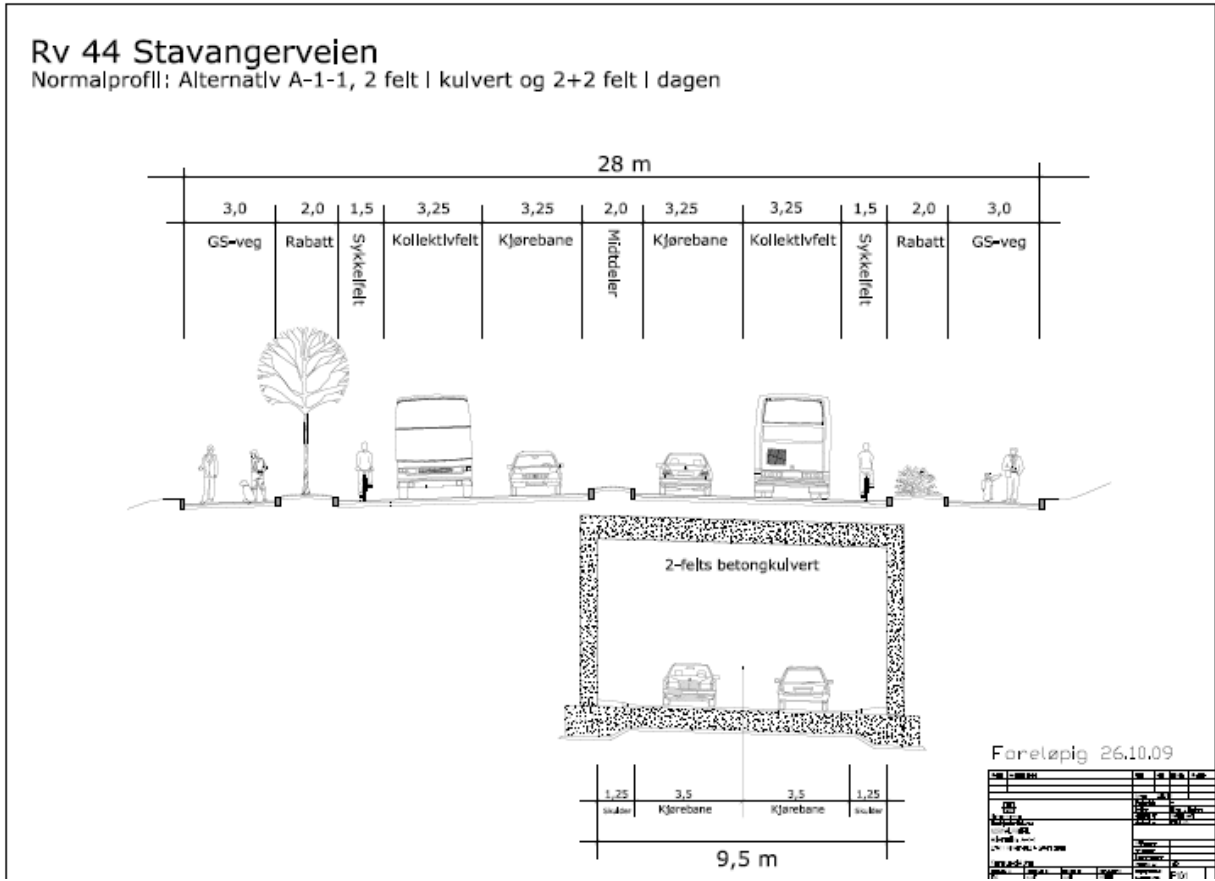 Rv 44 Stavangerveien
Normalprofil: Alternativ A-1-1, 2 felt i kulvert og 2+2 felt i dagen
28 m
3,0 2,0 1,5 3,25 3,25 2,0 3,25 3,25 1,5 2,0 3,0
GS-veg Rabatt Sykkelfelt Kollektivfelt Kjørebane Midtdeler Kjørebane Kollektivfelt Sykkelfelt Rabatt GS-veg
2-felts betongkulvert
Foreløpig 26.10.09
1,25 3,5 3,5 1,25
Skulder Kjørebane Kjørebane Skulder
9,5 m